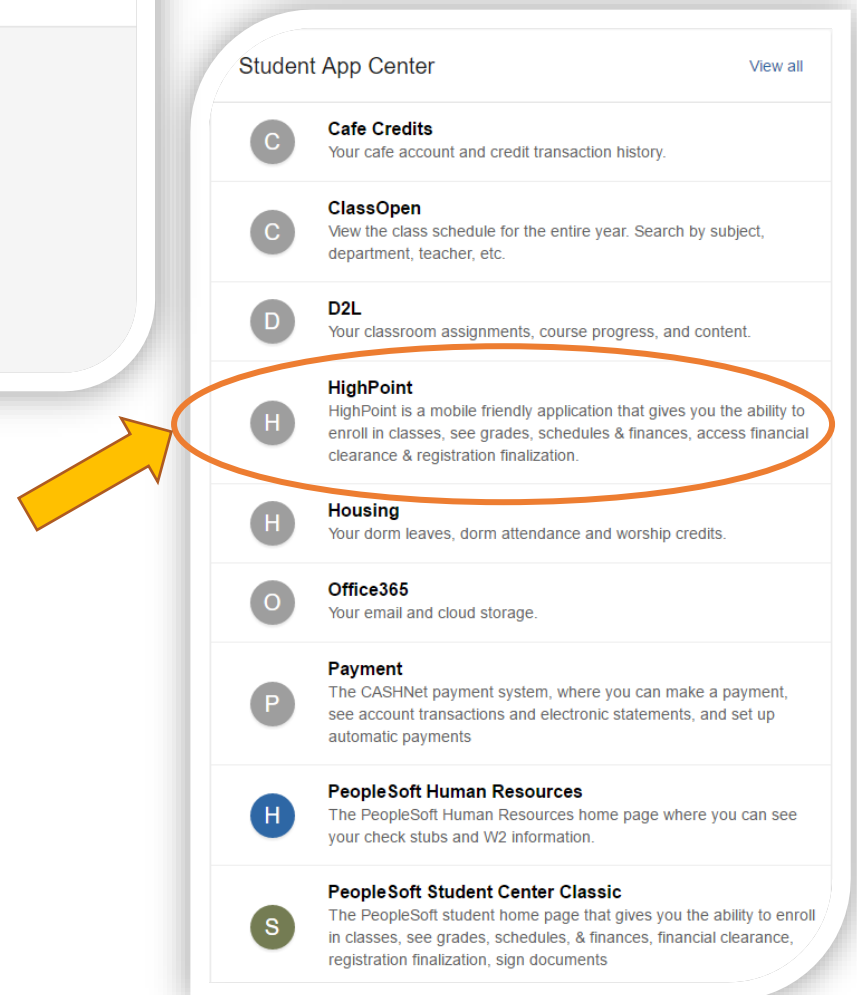 Student App Center
View all
C
Cafe Credits
Your cafe account and credit transaction history.
C
ClassOpen
View the class schedule for the entire year. Search by subject,
department, teacher, etc.
D
D2L
Your classroom assignments, course progress, and content.
H
HighPoint
HighPoint is a mobile friendly application that gives you the ability to
enroll in classes, see grades, schedules & finances, access financial
clearance & registration finalization.
H
Housing
Your dorm leaves, dorm attendance and worship credits.
O
Office365
Your email and cloud storage.
P
Payment
The CASHNet payment system, where you can make a payment,
see account transactions and electronic statements, and set up
automatic payments
H
PeopleSoft Human Resources
The PeopleSoft Human Resources home page where you can see
your check stubs and W2 information.
S
PeopleSoft Student Center Classic
The PeopleSoft student home page that gives you the ability to enroll
in classes, see grades, schedules, & finances, financial clearance,
registration finalization, sign documents